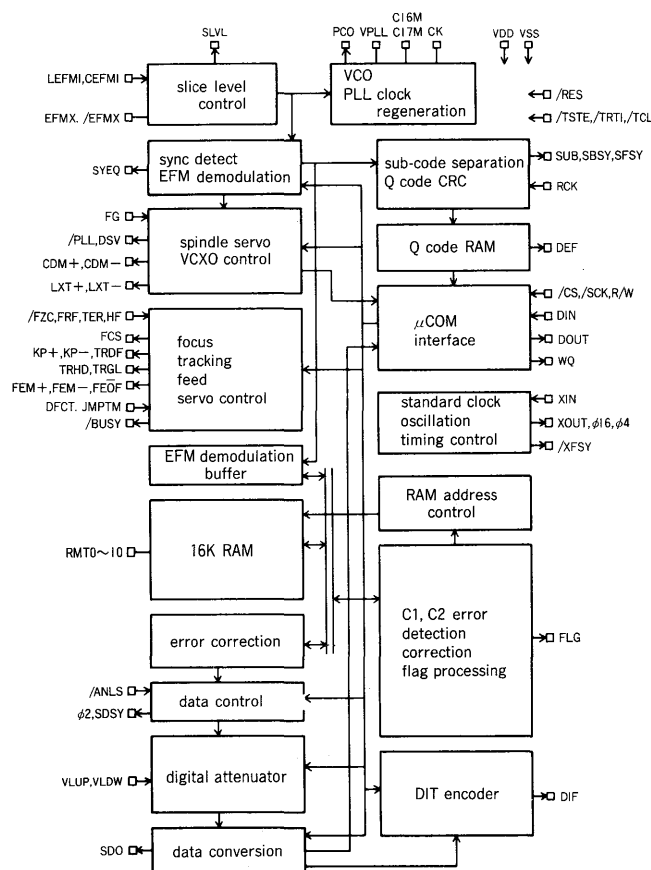 C16M
SLVL PCO VPLL C17M CK VDD VSS
LEFMI,CEFMI
slice level
control
EFMX. /EFMX
VCO
PLL clock
regeneration
/RES
/TSTE,/TRTI,/TCL
sync detect
EFM demodulation
SYEQ
sub-code separation
Q code CRC
SUB,SBSY,SFSY
RCK
FG
/PLL,DSV
CDM+,CDM−
LXT+,LXT−
spindle servo
VCXO control
Q code RAM
DEF
μCOM
interface
/CS,/SCK,R/W
DIN
DOUT
WQ
/FZC,FRF,TER,HF
FCS
KP+,KP−,TRDF
TRHD,TRGL
FEM+,FEM−,FEO̅F
DFCT. JMPTM
/BUSY
focus
tracking
feed
servo control
standard clock
oscillation
timing control
XIN
XOUT,φ16,φ4
/XFSY
EFM demodulation
buffer
RAM address
control
RMT0~10
16K RAM
C1, C2 error
detection
correction
flag processing
FLG
error correction
/ANLS
φ2,SDSY
data control
VLUP,VLDW
digital attenuator
DIT encoder
DIF
SDO
data conversion